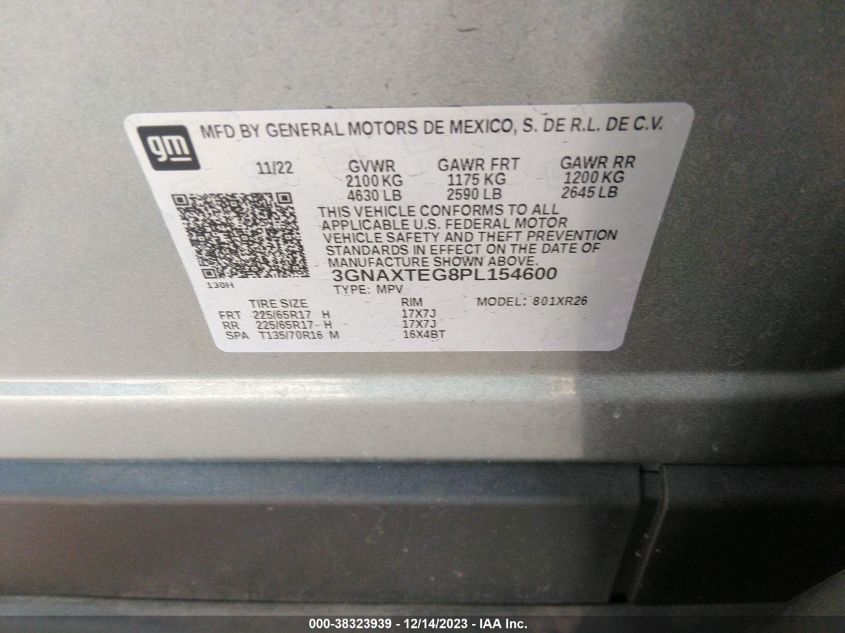 gm
MFD BY GENERAL MOTORS DE MEXICO, S. DE R.L. DE C.V.
11/22 GVWR GAWR FRT GAWR RR
2100 KG 1175 KG 1200 KG
4630 LB 2590 LB 2645 LB
THIS VEHICLE CONFORMS TO ALL
APPLICABLE U.S. FEDERAL MOTOR
VEHICLE SAFETY AND THEFT PREVENTION
STANDARDS IN EFFECT ON THE DATE OF
MANUFACTURE SHOWN ABOVE.
130H 3GNAXTEG8PL154600
TYPE: MPV
TIRE SIZE RIM MODEL: 801XR26
FRT 225/65R17 H 17X7J
RR 225/65R17 H 17X7J
SPA T135/70R16 M 16X4BT
000-38323939 - 12/14/2023 - IAA Inc.